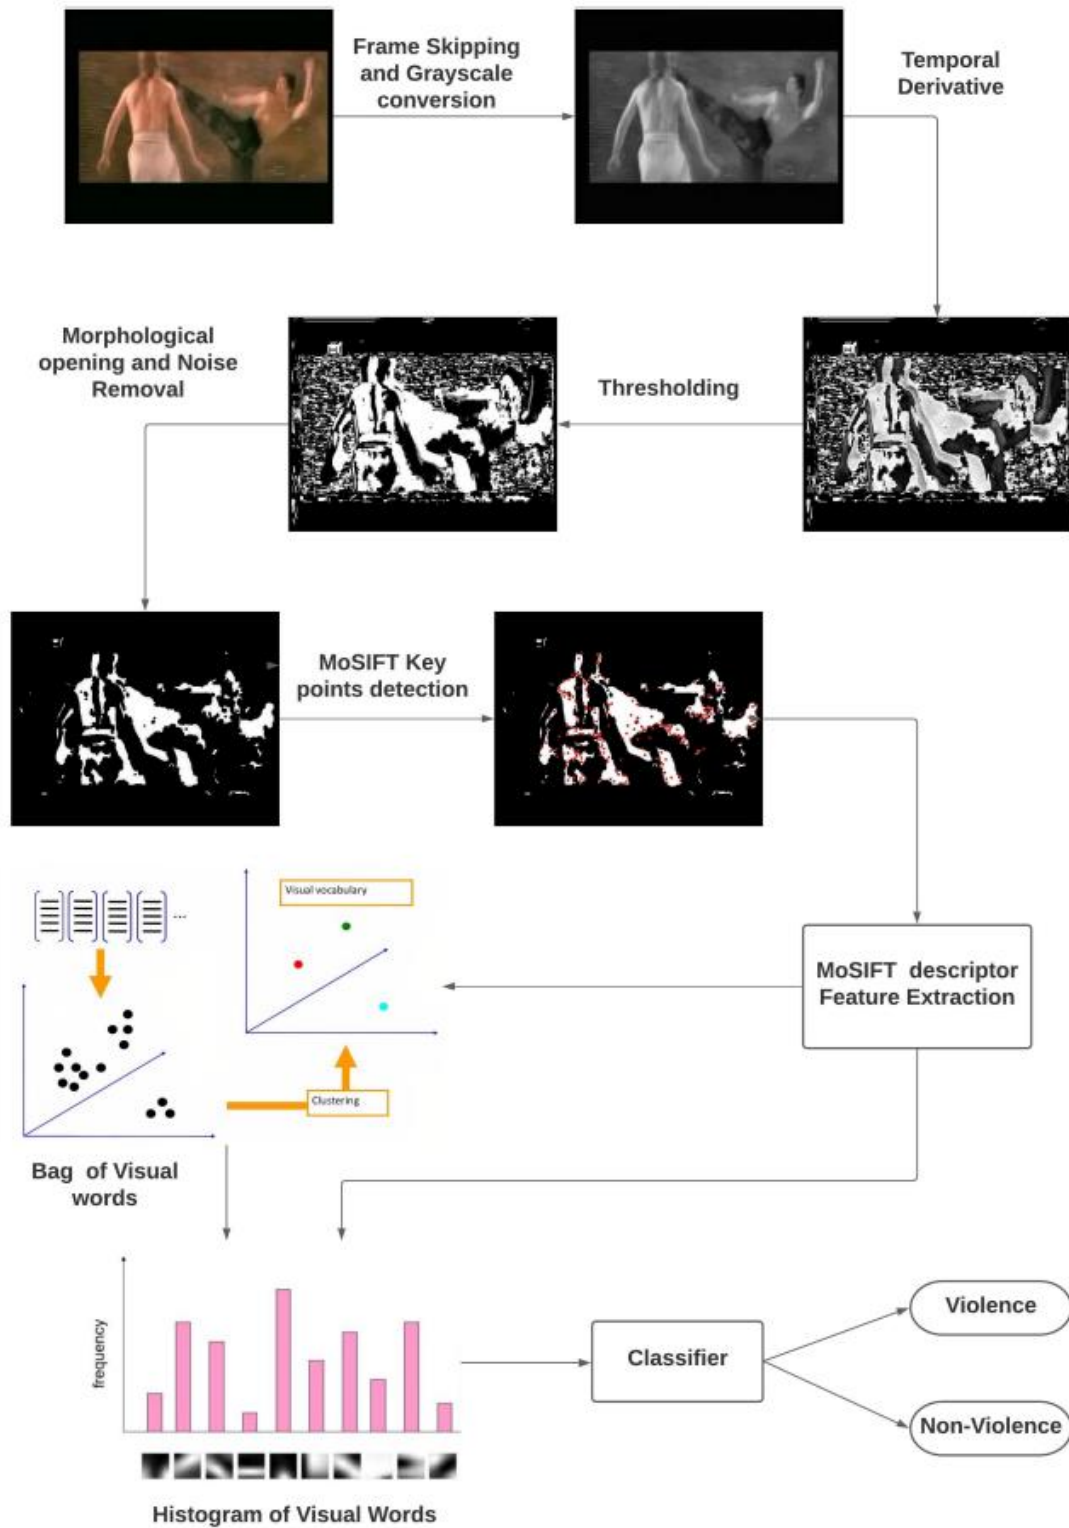 Frame Skipping
and Grayscale
conversion
Temporal
Derivative
Morphological
opening and Noise
Removal
Thresholding
MoSIFT Key
points detection
Visual vocabulary
...
MoSIFT descriptor
Feature Extraction
Clustering
Bag of Visual
words
frequency
Classifier
Violence
Non-Violence
Histogram of Visual Words